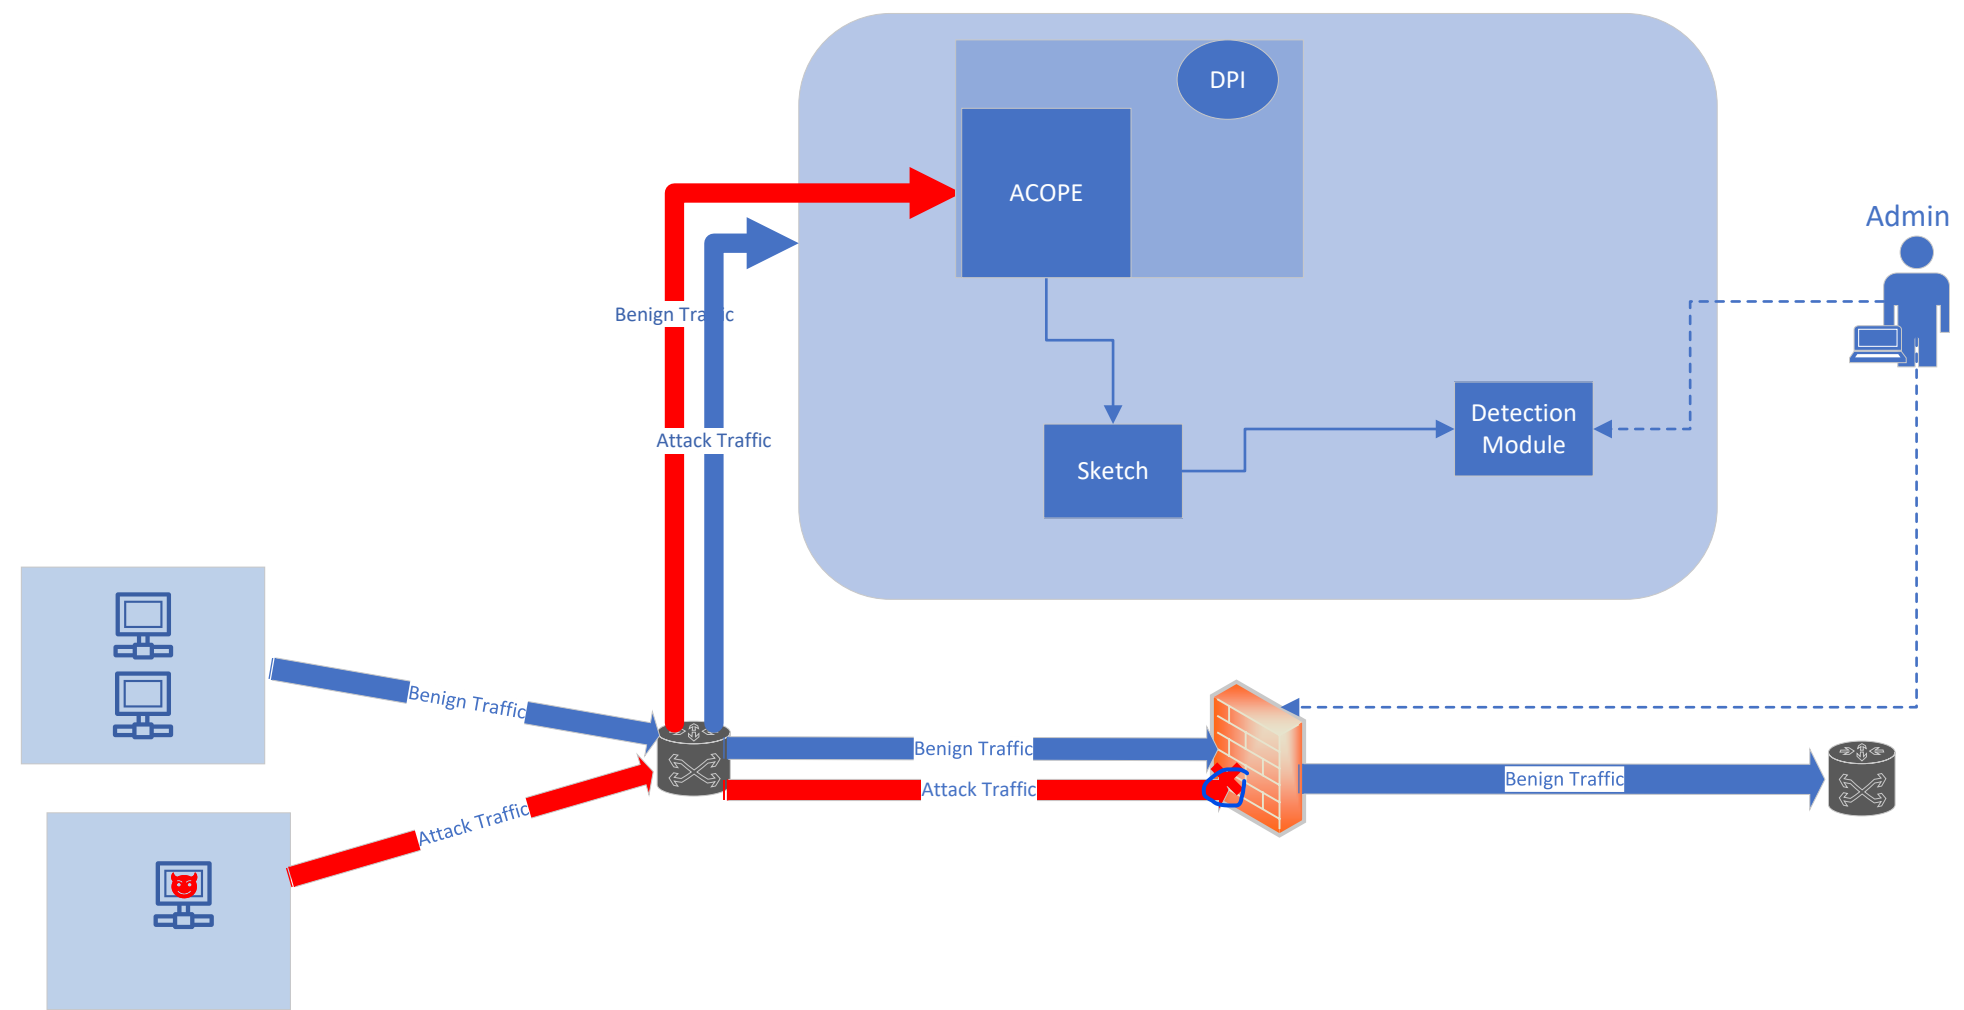 DPI
ACOPE
Admin
Benign Traffic
Detection
Module
Attack Traffic
Sketch
Benign Traffic
Benign Traffic
Attack Traffic
Benign Traffic
Attack Traffic